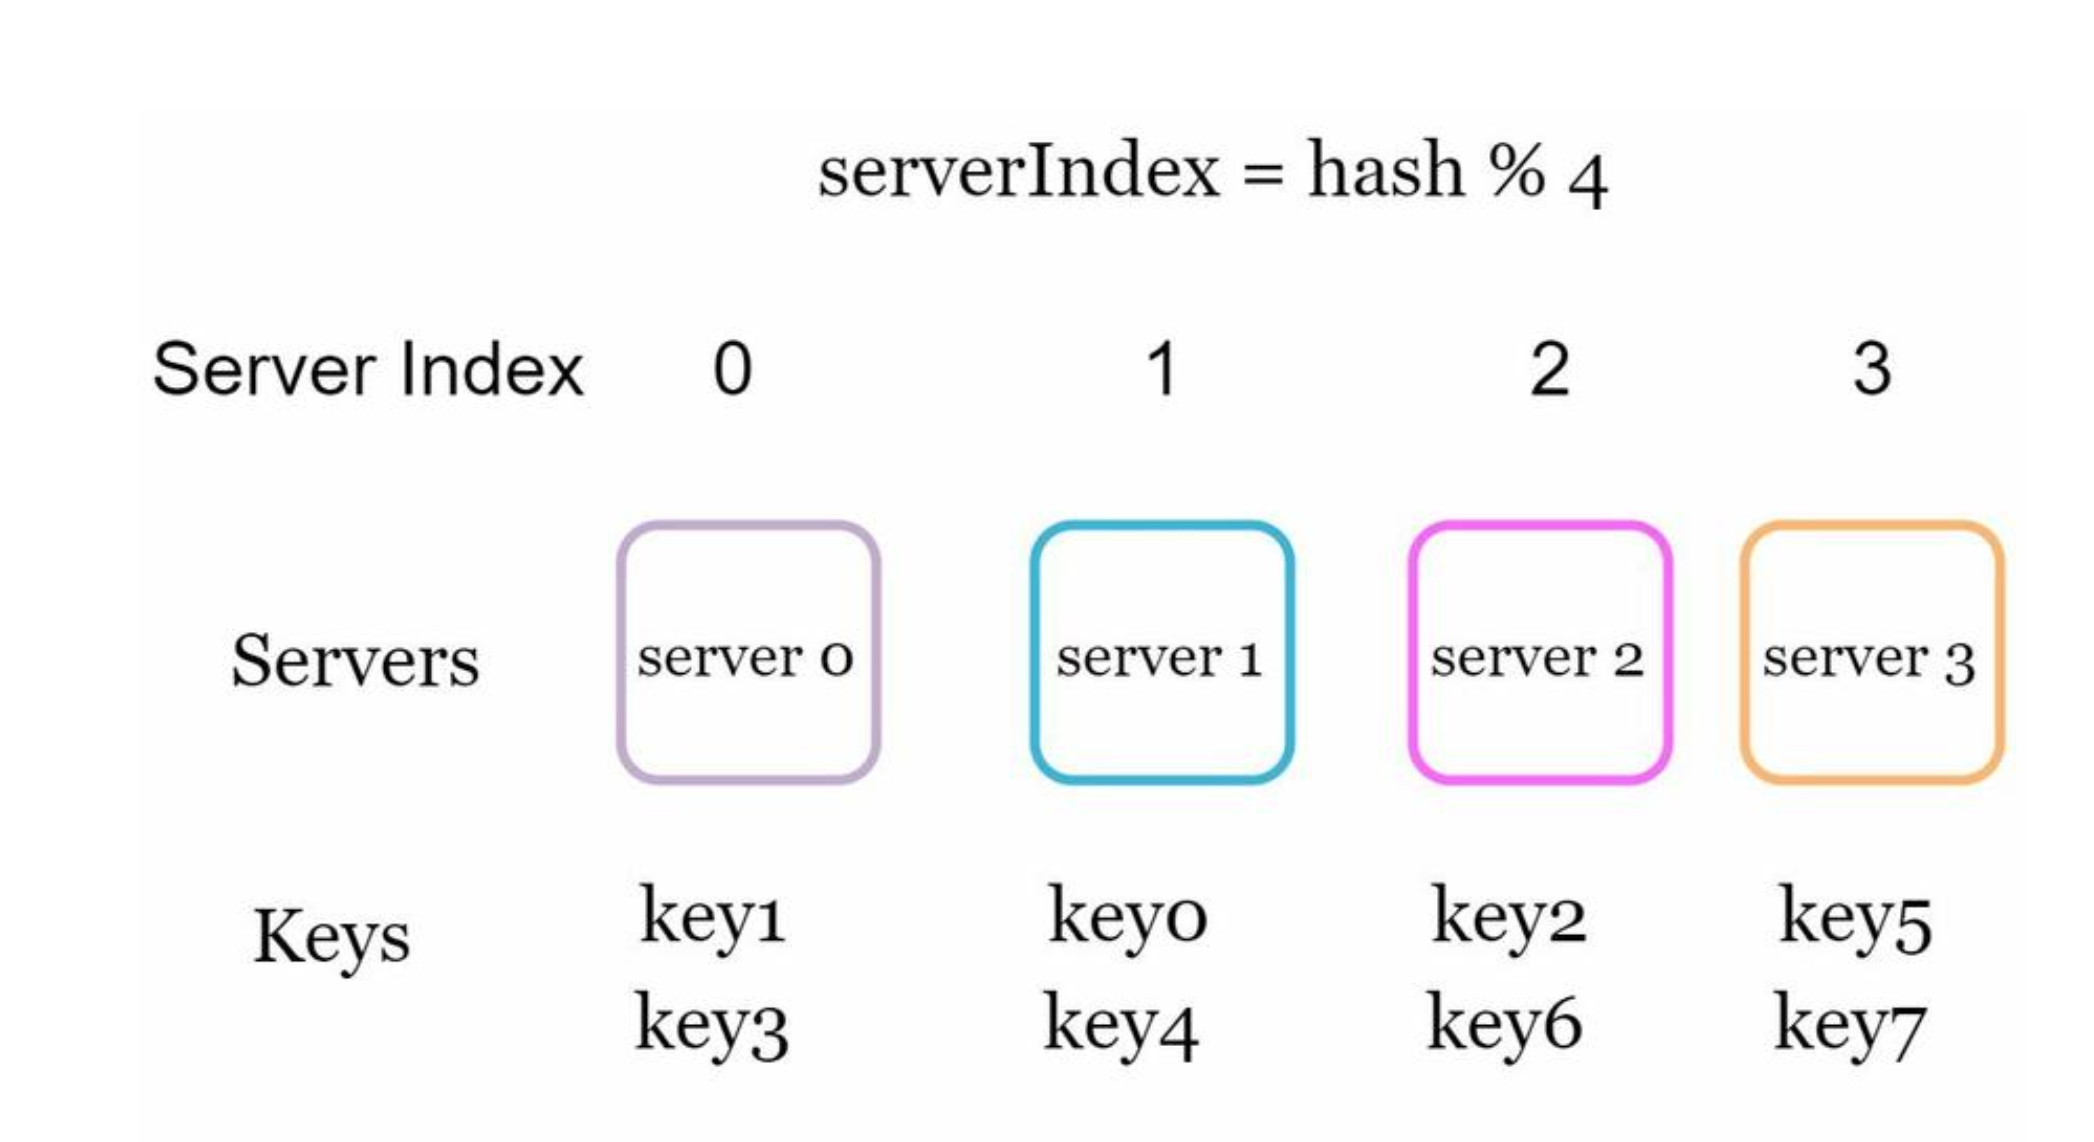 serverIndex = hash % 4
Server Index 0 1 2 3
Servers server 0 server 1 server 2 server 3
Keys
key1 key0 key2 key5
key3 key4 key6 key7